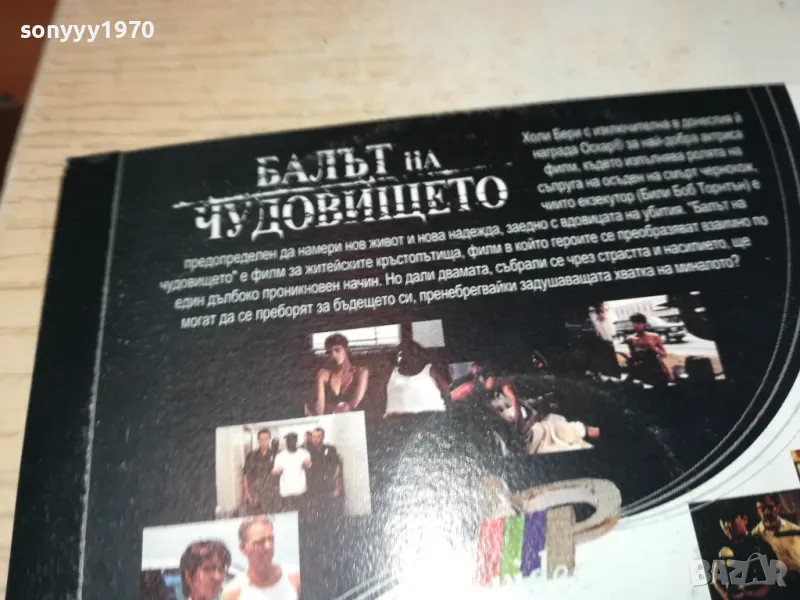 sonyyy1970
БАЛЪТ НА
ЧУДОВИЩЕТО
Холи Бери с изключителна в донеслия й
награда Оскар® за най-добра актриса
филм, където изпълнява ролята на
съпруга на осъден на смърт чернокож,
чиито екзекутор (Били Боб Торнтън) е
предопределен да намери нов живот и нова надежда, заедно с вдовицата на убития. "Балът на
чудовището" е филм за житейските кръстопътища, филм в който героите се преобразяват взаимно по
един дълбоко проникновен начин. Но дали двамата, събрали се чрез страстта и насилието, ще
могат да се преборят за бъдещето си, пренебрегвайки задушаващата хватка на миналото?
BAZAR